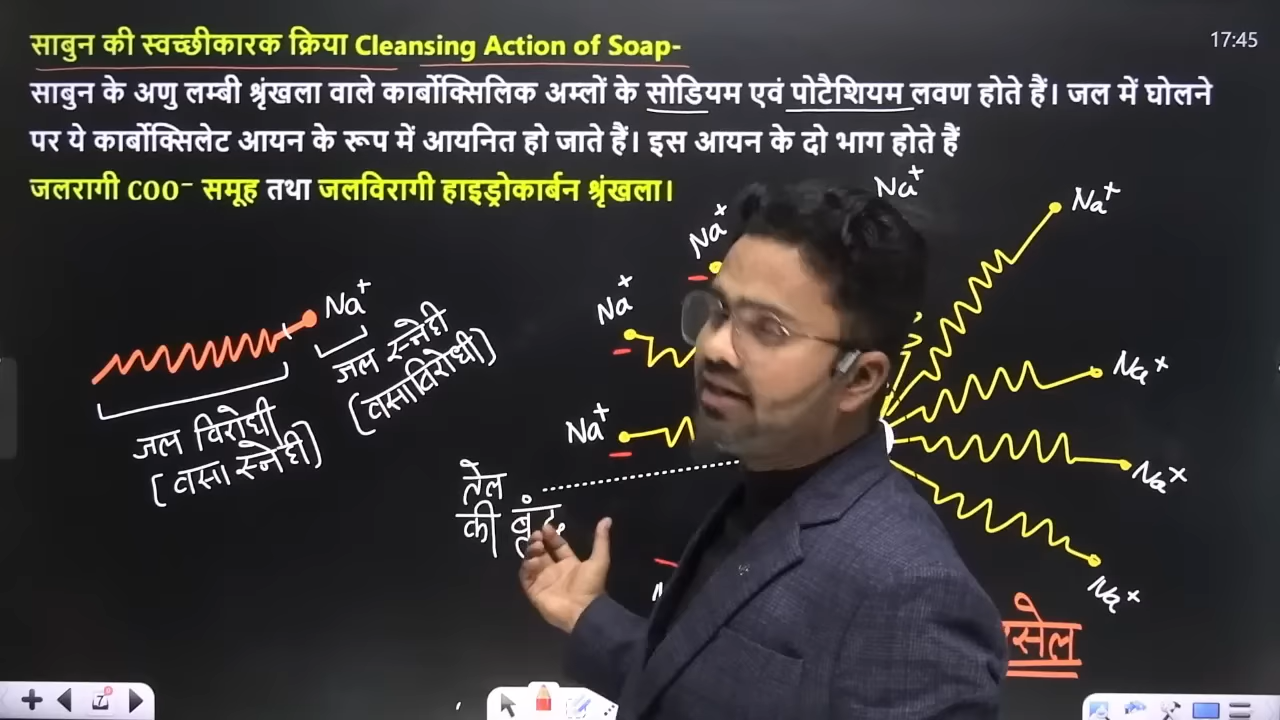 साबुन की स्वच्छीकारक क्रिया Cleansing Action of Soap-
17:45
साबुन के अणु लम्बी श्रृंखला वाले कार्बोक्सिलिक अम्लों के सोडियम एवं पोटैशियम लवण होते हैं। जल में घोलने
पर ये कार्बोक्सिलेट आयन के रूप में आयनित हो जाते हैं। इस आयन के दो भाग होते हैं
जलरागी COO⁻ समूह तथा जलविरागी हाइड्रोकार्बन श्रृंखला।
Na⁺
Na⁺
Na⁺
Na⁺
Na⁺
जल स्नेही
(वसाविरोधी)
Na⁺
जल विरोधी
(वसा स्नेही)
Na⁺
Na⁺
तेल
की बूंद
Na⁺
7